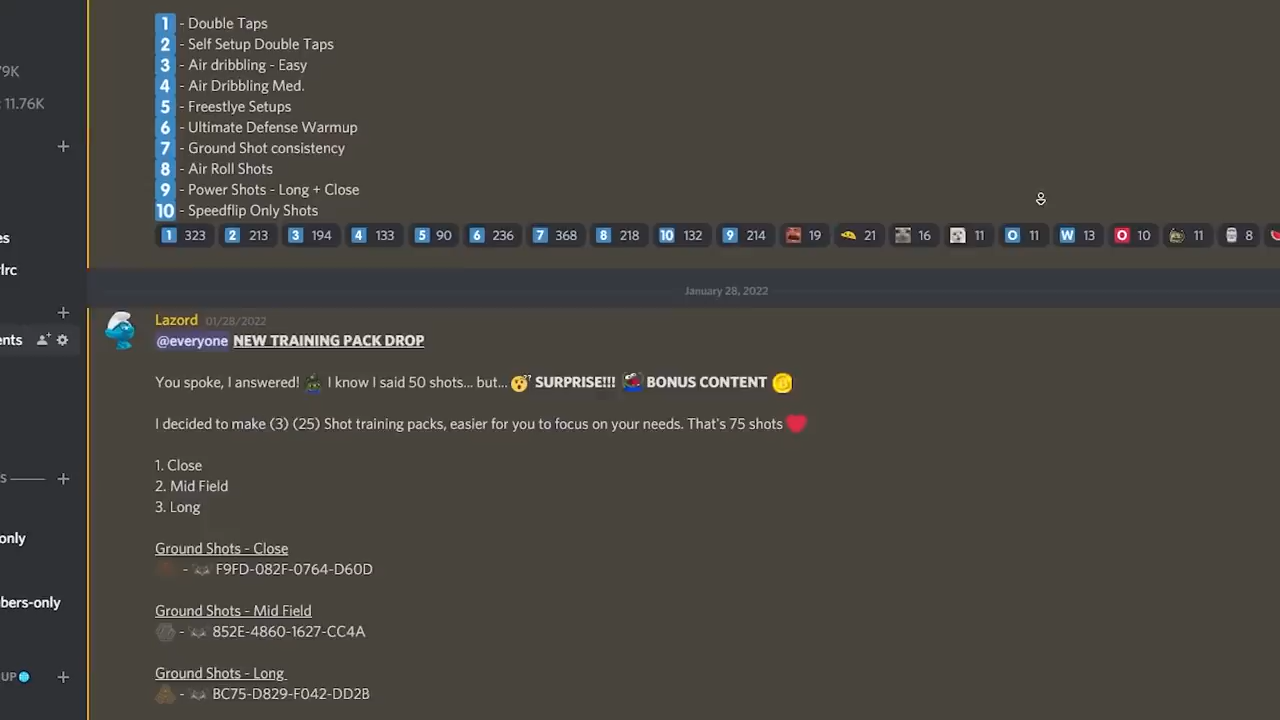 1 - Double Taps
2 - Self Setup Double Taps
79K
3 - Air dribbling - Easy
4 - Air Dribbling Med.
: 11.76K
5 - Freestlye Setups
6 - Ultimate Defense Warmup
7 - Ground Shot consistency
8 - Air Roll Shots
9 - Power Shots - Long + Close
10 - Speedflip Only Shots
1 323 2 213 3 194 4 133 5 90 6 236 7 368 8 218 10 132 9 214 19 21 16 11 O 11 W 13 O 10 11 8
January 28, 2022
Lazord 01/28/2022
@everyone NEW TRAINING PACK DROP
You spoke, I answered! I know I said 50 shots... but... SURPRISE!!! BONUS CONTENT
I decided to make (3) (25) Shot training packs, easier for you to focus on your needs. That's 75 shots
1. Close
2. Mid Field
3. Long
Ground Shots - Close
- F9FD-082F-0764-D60D
Ground Shots - Mid Field
- 852E-4860-1627-CC4A
Ground Shots - Long
- BC75-D829-F042-DD2B
es
rlrc
ents
s
only
bers-only
UP